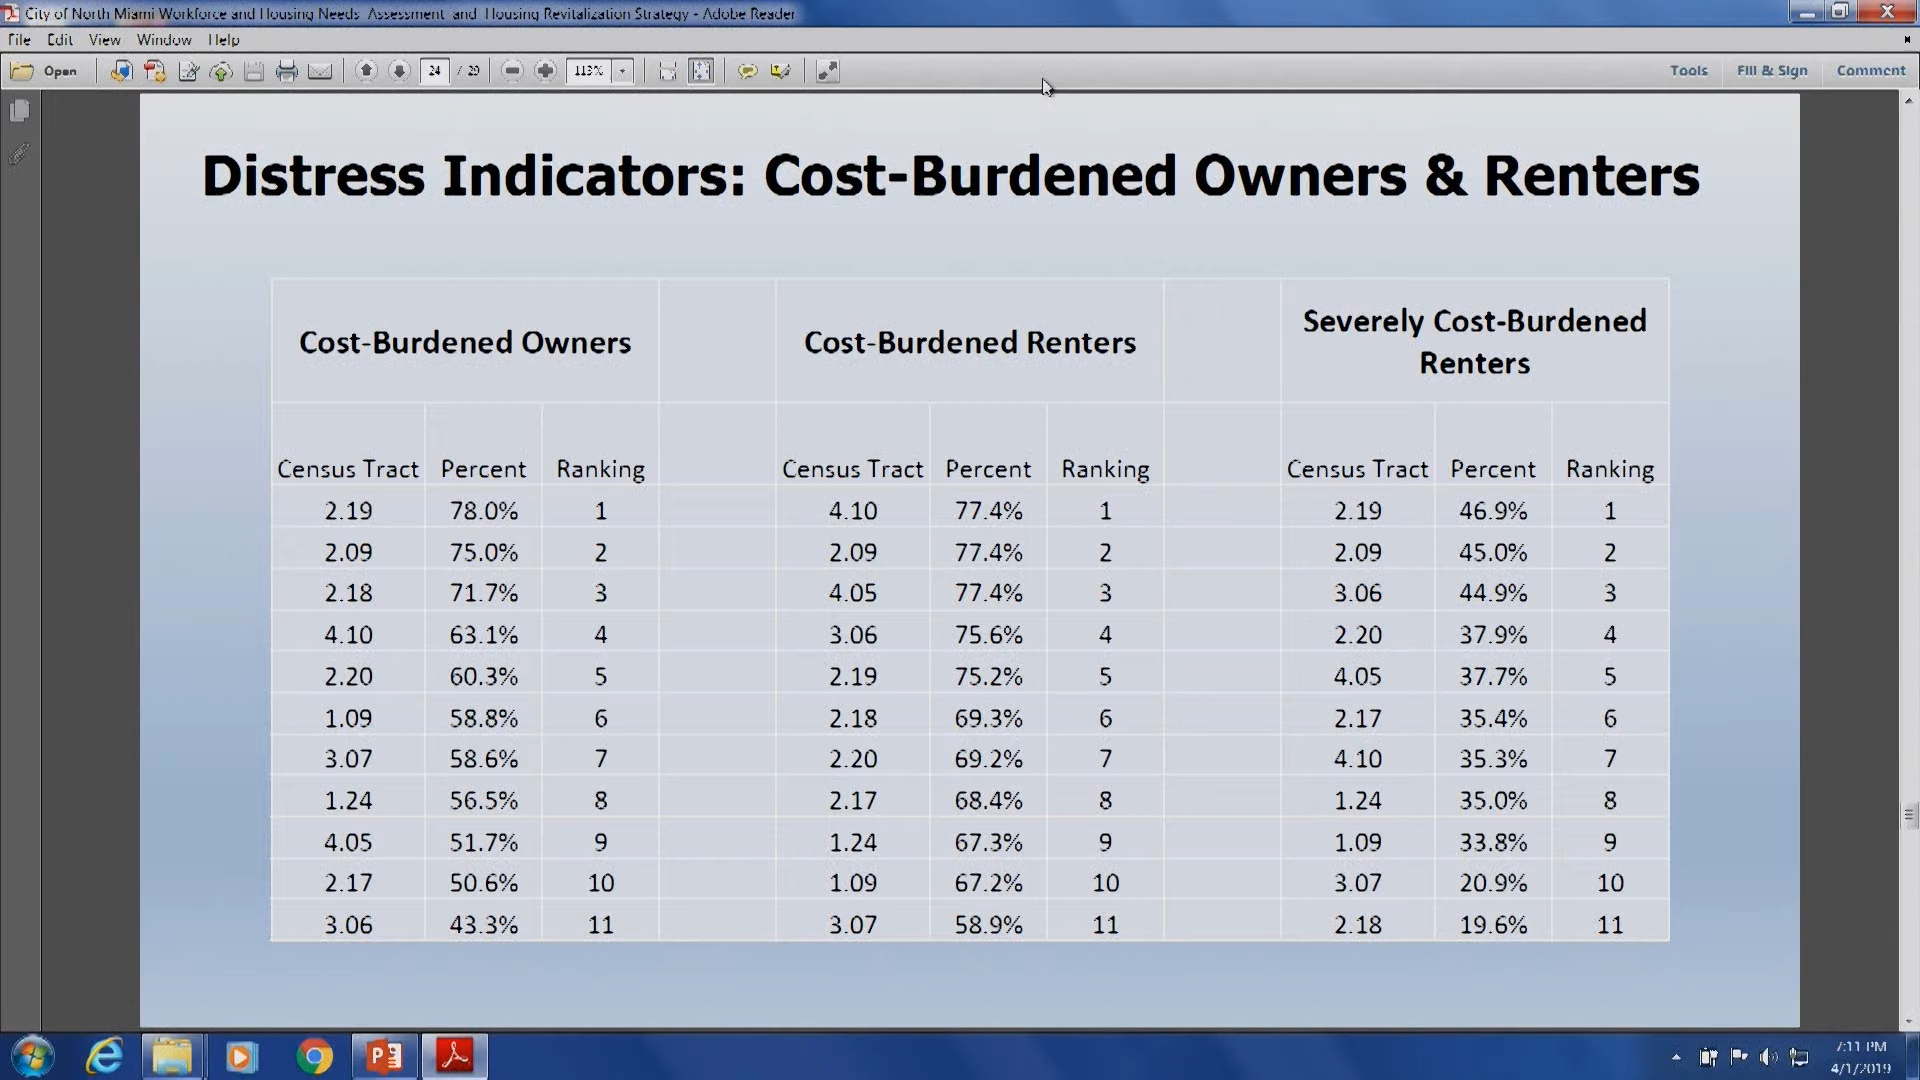 City of North Miami Workforce and Housing Needs Assessment and Housing Revitalization Strategy - Adobe Reader
File Edit View Window Help
Open 24 / 29 113% Tools Fill & Sign Comment
Distress Indicators: Cost-Burdened Owners & Renters
Cost-Burdened Owners Cost-Burdened Renters Severely Cost-Burdened
Renters
Census Tract Percent Ranking Census Tract Percent Ranking Census Tract Percent Ranking
2.19 78.0% 1 4.10 77.4% 1 2.19 46.9% 1
2.09 75.0% 2 2.09 77.4% 2 2.09 45.0% 2
2.18 71.7% 3 4.05 77.4% 3 3.06 44.9% 3
4.10 63.1% 4 3.06 75.6% 4 2.20 37.9% 4
2.20 60.3% 5 2.19 75.2% 5 4.05 37.7% 5
1.09 58.8% 6 2.18 69.3% 6 2.17 35.4% 6
3.07 58.6% 7 2.20 69.2% 7 4.10 35.3% 7
1.24 56.5% 8 2.17 68.4% 8 1.24 35.0% 8
4.05 51.7% 9 1.24 67.3% 9 1.09 33.8% 9
2.17 50.6% 10 1.09 67.2% 10 3.07 20.9% 10
3.06 43.3% 11 3.07 58.9% 11 2.18 19.6% 11
7:11 PM
4/1/2019